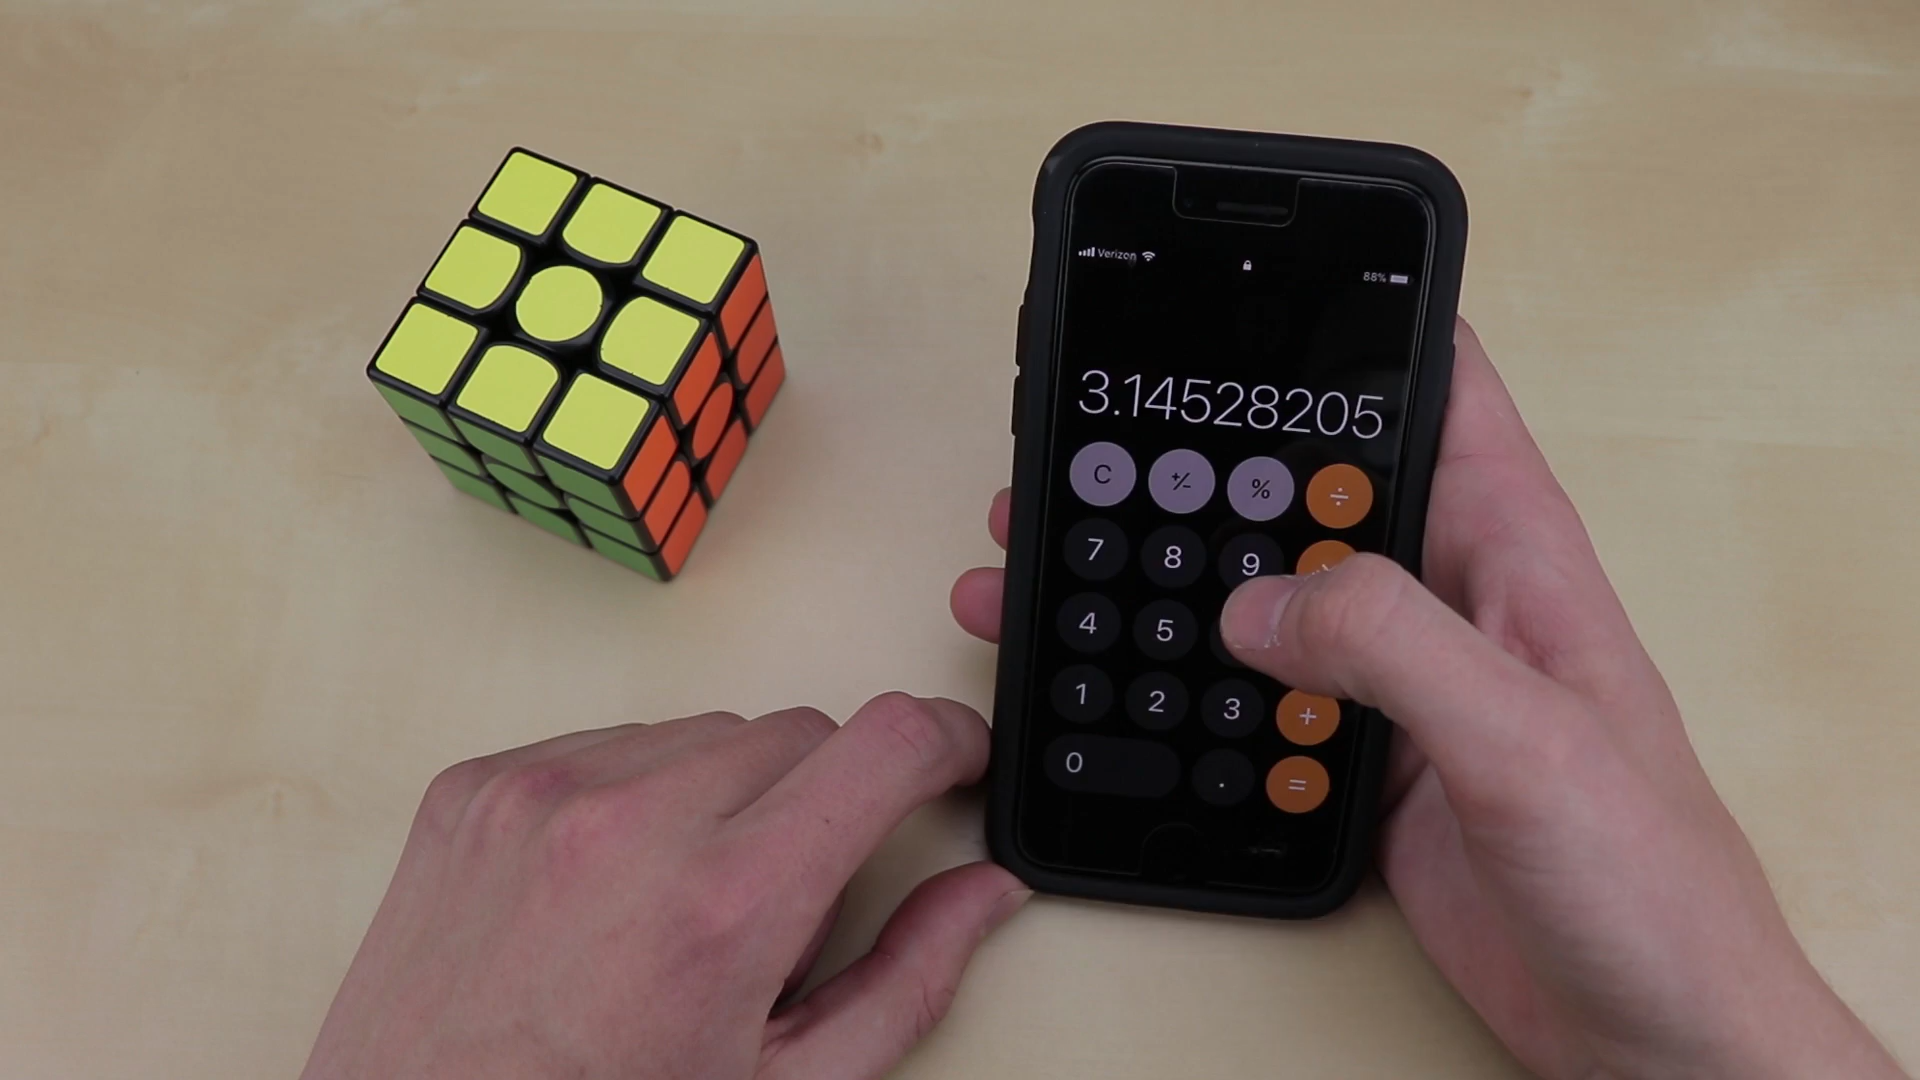 Verizon 88%
3.14528205
C +/- % ÷
7 8 9
4 5
1 2 3 +
0 . =